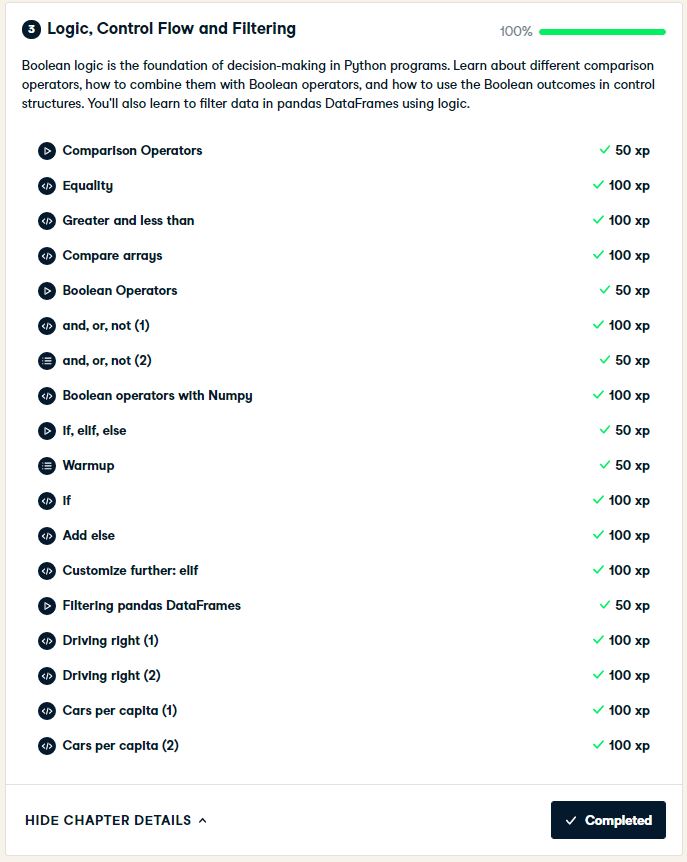 3 Logic, Control Flow and Filtering 100%
Boolean logic is the foundation of decision-making in Python programs. Learn about different comparison
operators, how to combine them with Boolean operators, and how to use the Boolean outcomes in control
structures. You'll also learn to filter data in pandas DataFrames using logic.
Comparison Operators 50 xp
Equality 100 xp
Greater and less than 100 xp
Compare arrays 100 xp
Boolean Operators 50 xp
and, or, not (1) 100 xp
and, or, not (2) 50 xp
Boolean operators with Numpy 100 xp
if, elif, else 50 xp
Warmup 50 xp
if 100 xp
Add else 100 xp
Customize further: elif 100 xp
Filtering pandas DataFrames 50 xp
Driving right (1) 100 xp
Driving right (2) 100 xp
Cars per capita (1) 100 xp
Cars per capita (2) 100 xp
HIDE CHAPTER DETAILS Completed